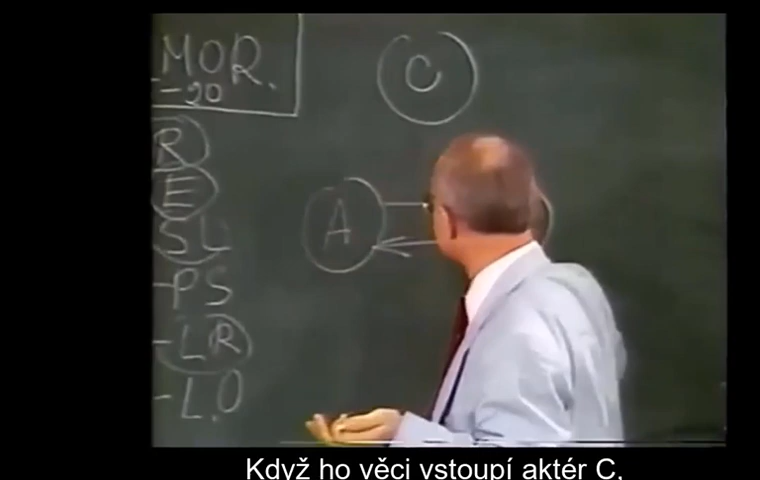 MOR.
-20
R
E
SL
-PS
-LR
-L.O
C
A
Když ho věci vstoupí aktér C,